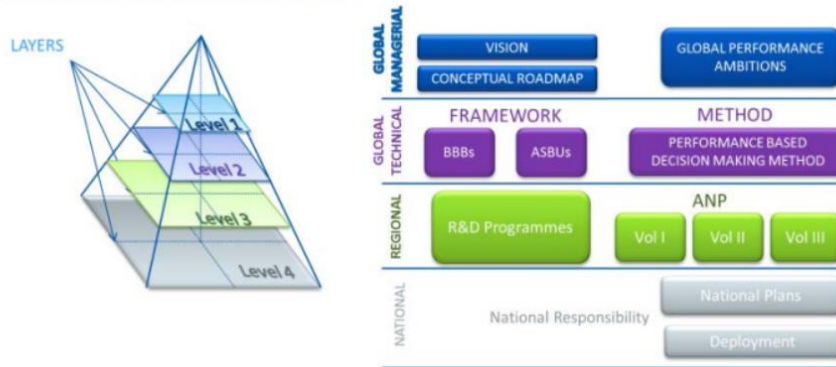 LAYERS
Level 1
Level 2
Level 3
Level 4
GLOBAL
MANAGERIAL
VISION
CONCEPTUAL ROADMAP
GLOBAL PERFORMANCE
AMBITIONS
GLOBAL
TECHNICAL
FRAMEWORK
METHOD
BBBs
ASBUs
PERFORMANCE BASED
DECISION MAKING METHOD
REGIONAL
R&D Programmes
ANP
Vol I
Vol II
Vol III
NATIONAL
National Responsibility
National Plans
Deployment